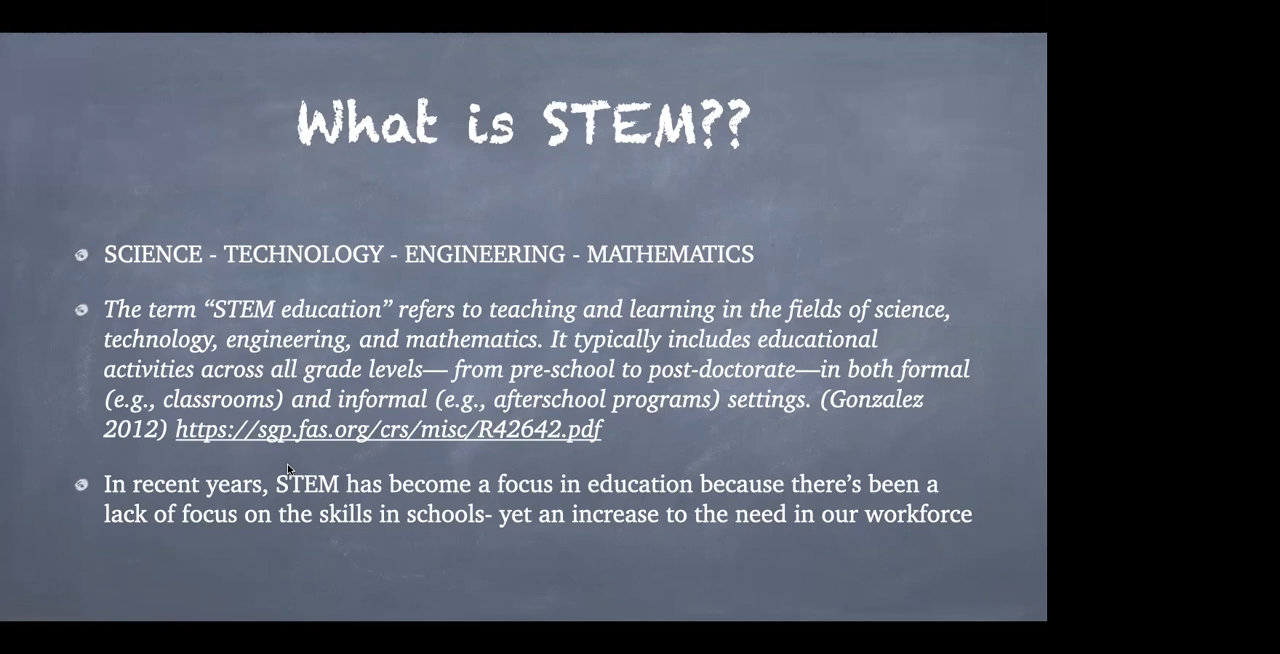 What is STEM??
SCIENCE - TECHNOLOGY - ENGINEERING - MATHEMATICS
The term “STEM education” refers to teaching and learning in the fields of science,
technology, engineering, and mathematics. It typically includes educational
activities across all grade levels— from pre-school to post-doctorate—in both formal
(e.g., classrooms) and informal (e.g., afterschool programs) settings. (Gonzalez
2012) https://sgp.fas.org/crs/misc/R42642.pdf
In recent years, STEM has become a focus in education because there’s been a
lack of focus on the skills in schools- yet an increase to the need in our workforce